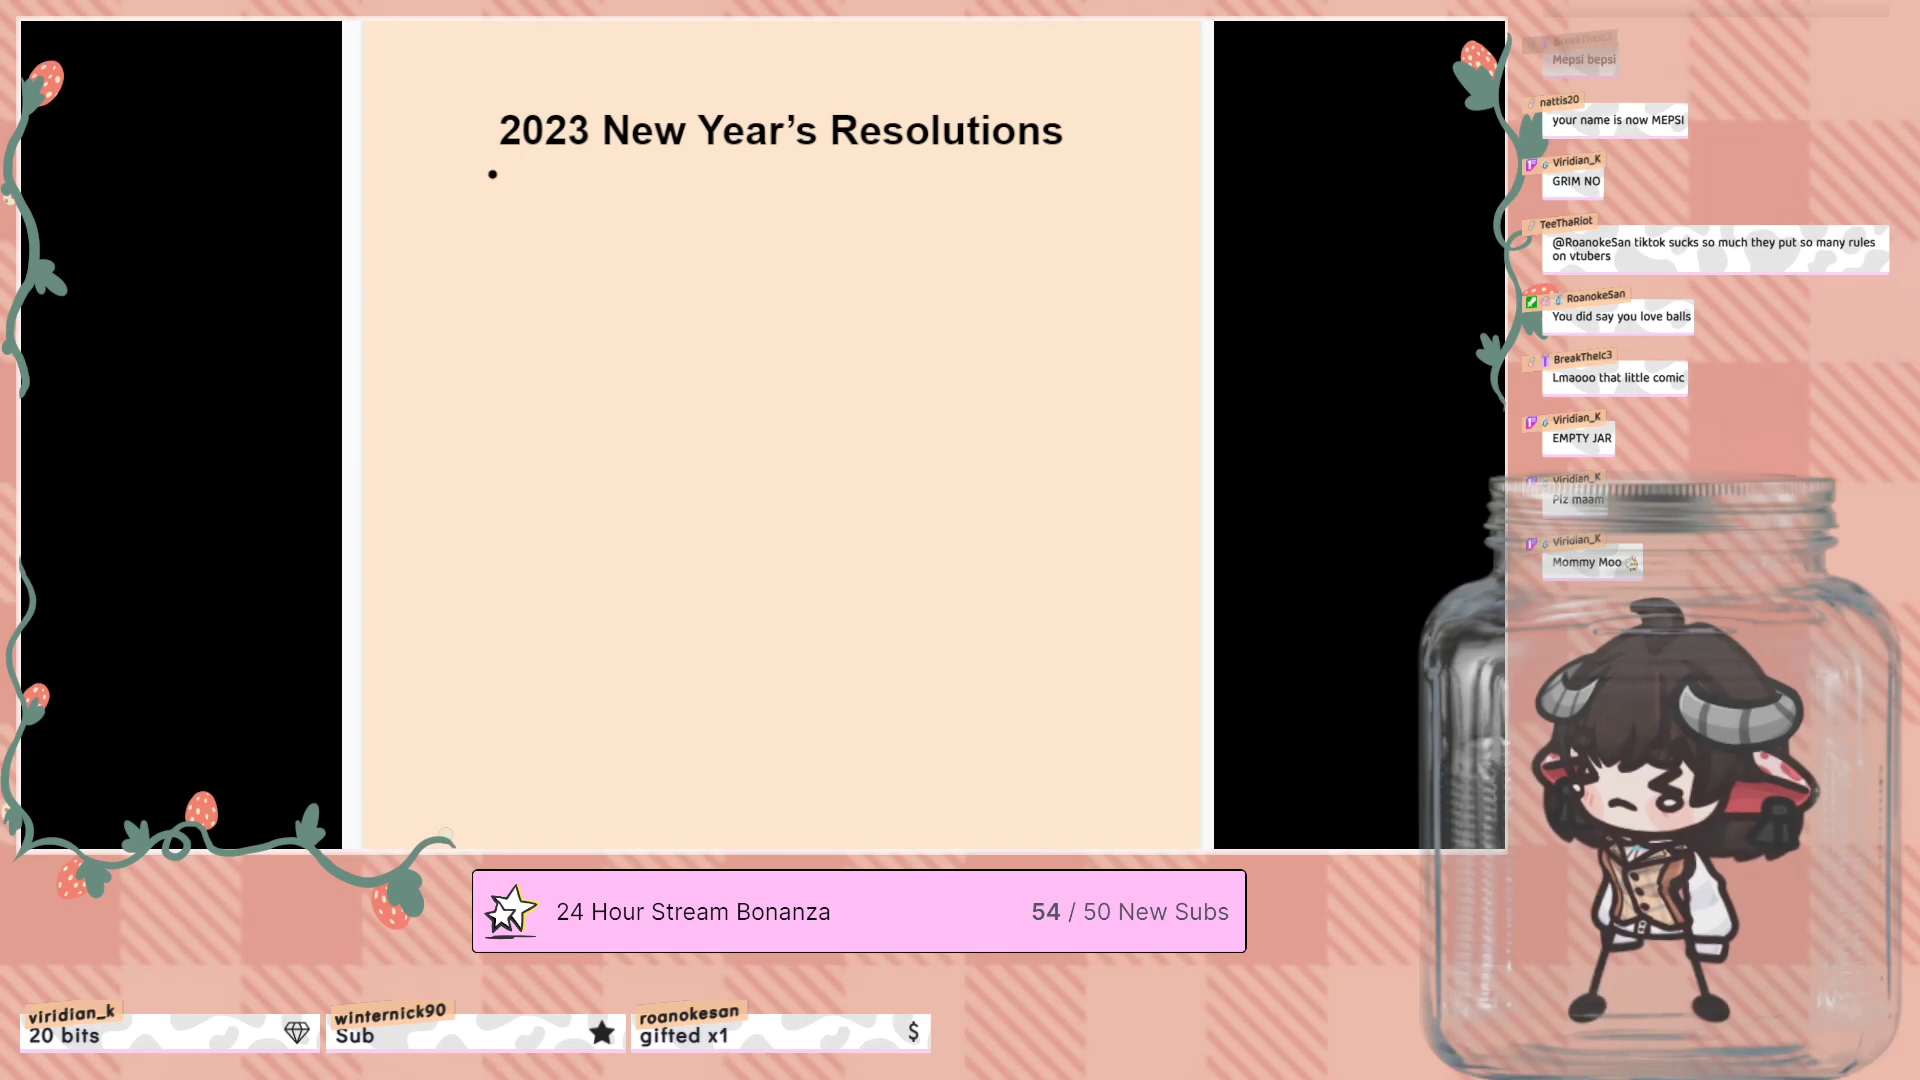 2023 New Year’s Resolutions
•
BreakTheIc3
Mepsi bepsi
nattis20
your name is now MEPSI
Viridian_K
GRIM NO
TeeThaRiot
@RoanokeSan tiktok sucks so much they put so many rules
on vtubers
RoanokeSan
You did say you love balls
BreakTheIc3
Lmaooo that little comic
Viridian_K
EMPTY JAR
Viridian_K
Plz maam
Viridian_K
Mommy Moo
24 Hour Stream Bonanza
54 / 50 New Subs
viridian_k
20 bits
winternick90
Sub
roanokesan
gifted x1
$